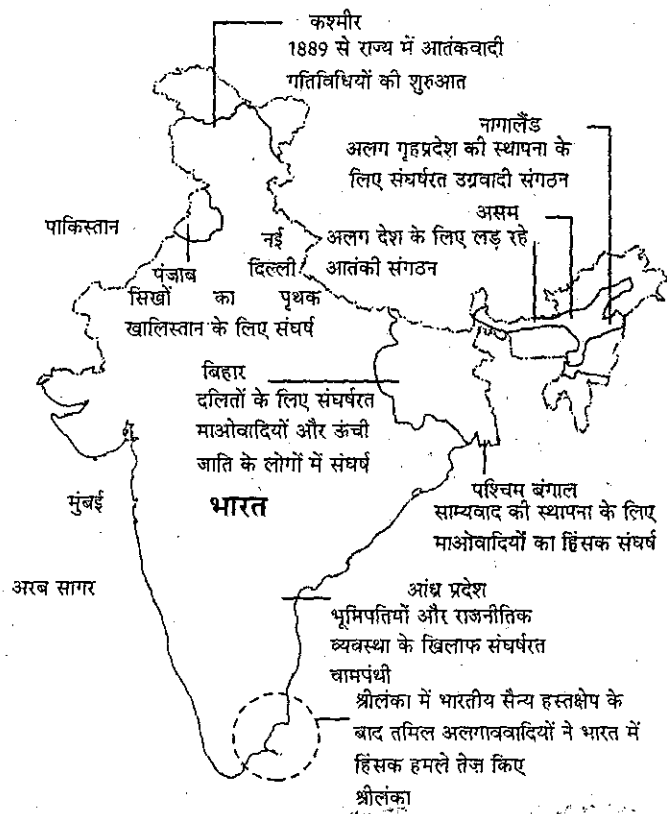 कश्मीर
1889 से राज्य में आतंकवादी
गतिविधियों की शुरुआत
नागालैंड
अलग गृहप्रदेश की स्थापना के
लिए संघर्षरत उग्रवादी संगठन
असम
अलग देश के लिए लड़ रहे
आतंकी संगठन
पाकिस्तान
नई
दिल्ली
पंजाब
सिखों का पृथक
खालिस्तान के लिए संघर्ष
बिहार
दलितों के लिए संघर्षरत
माओवादियों और ऊंची
जाति के लोगों में संघर्ष
पश्चिम बंगाल
साम्यवाद की स्थापना के लिए
माओवादियों का हिंसक संघर्ष
मुंबई
भारत
अरब सागर
आंध्र प्रदेश
भूमिपतियों और राजनीतिक
व्यवस्था के खिलाफ संघर्षरत
वामपंथी
श्रीलंका में भारतीय सैन्य हस्तक्षेप के
बाद तमिल अलगाववादियों ने भारत में
हिंसक हमले तेज़ किए
श्रीलंका